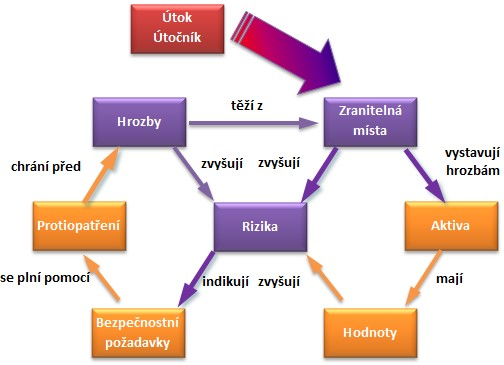 Útok
Útočník
těží z
Hrozby
Zranitelná
místa
chrání před
zvyšují
zvyšují
vystavují
hrozbám
Protiopatření
Rizika
Aktiva
se plní pomocí
indikují
zvyšují
mají
Bezpečnostní
požadavky
Hodnoty